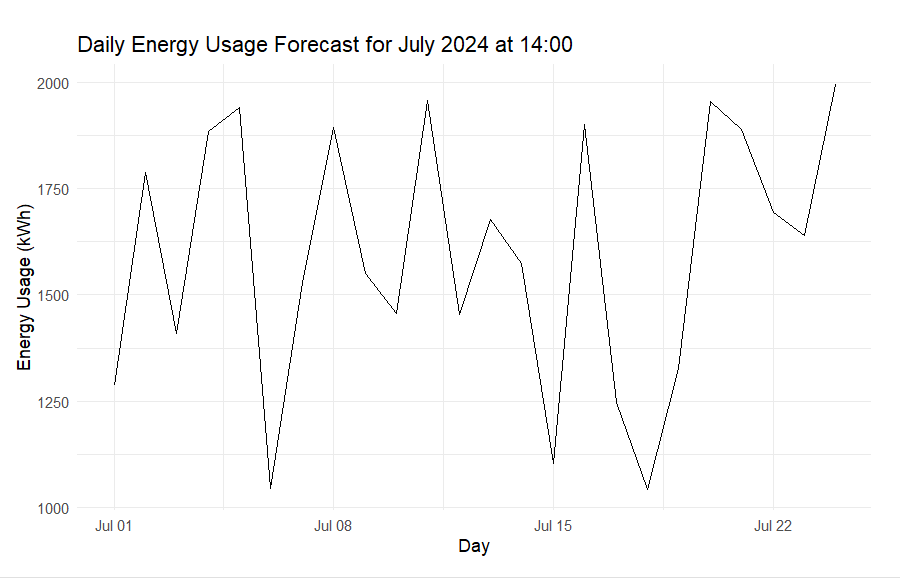 Daily Energy Usage Forecast for July 2024 at 14:00
Energy Usage (kWh)
2000
1750
1500
1250
1000
Jul 01 Jul 08 Jul 15 Jul 22
Day